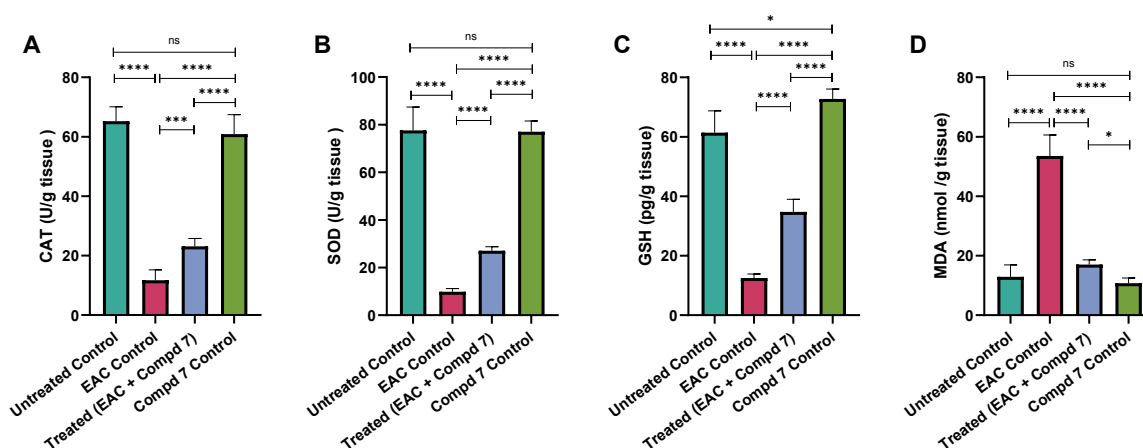 A
ns
****
****
****
***
CAT (U/g tissue)
80
60
40
20
0
Untreated Control
EAC Control
Treated (EAC + Compd 7)
Compd 7 Control
B
ns
****
****
****
****
SOD (U/g tissue )
100
80
60
40
20
0
Untreated Control
EAC Control
Treated (EAC + Compd 7)
Compd 7 Control
C
*
****
****
****
****
GSH (pg/g tissue)
80
60
40
20
0
Untreated Control
EAC Control
Treated (EAC + Compd 7)
Compd 7 Control
D
ns
****
****
****
*
MDA (nmol /g tissue)
80
60
40
20
0
Untreated Control
EAC Control
Treated (EAC + Compd 7)
Compd 7 Control